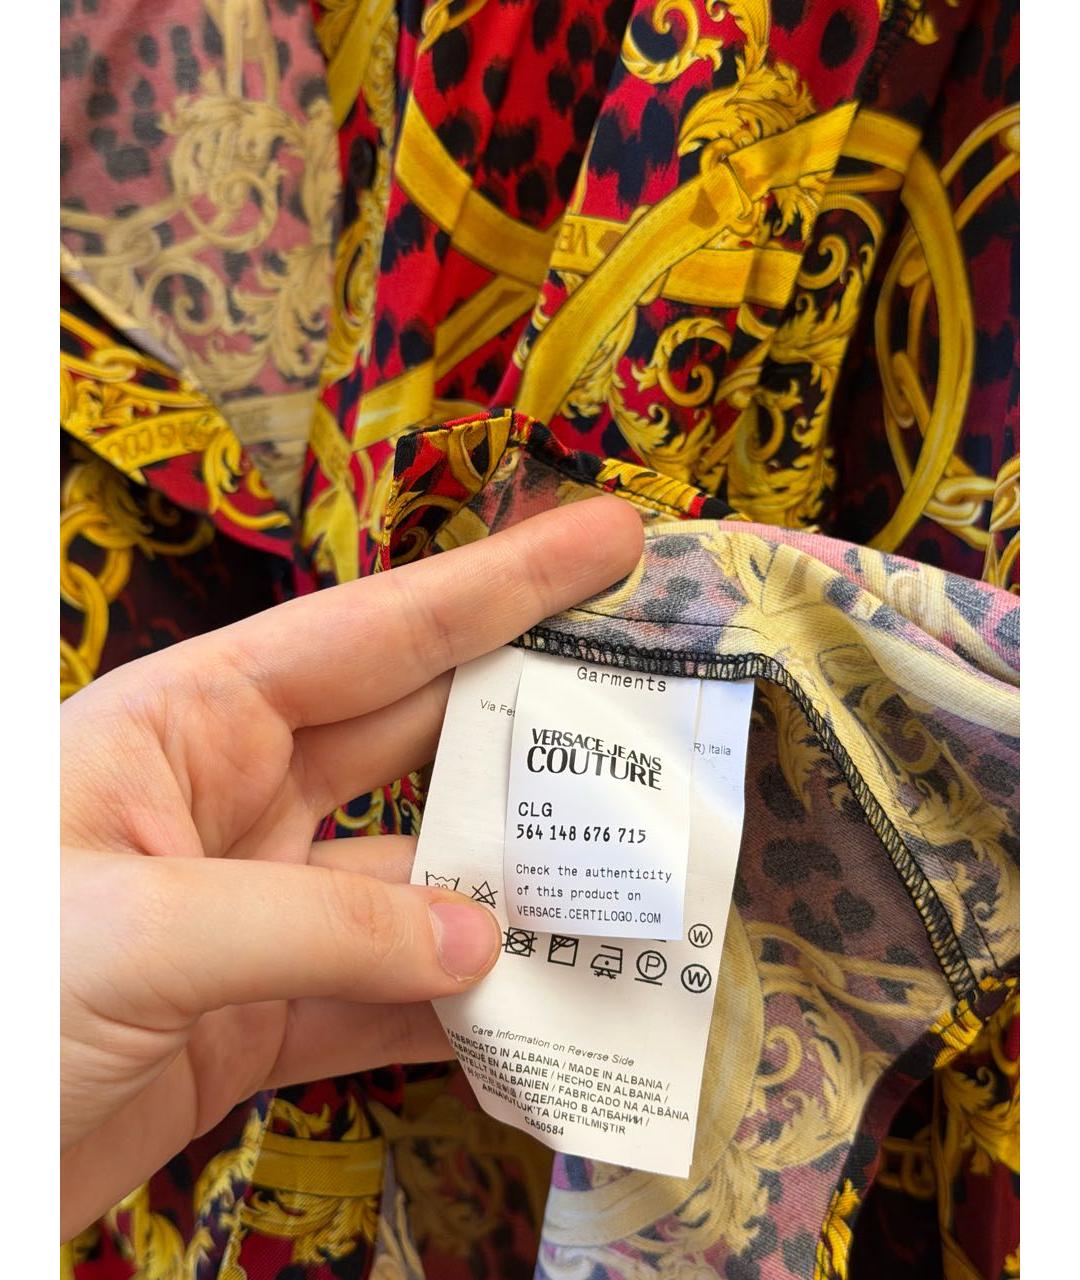 Garments
Via
R) Italia
VERSACE JEANS
COUTURE
CLG
564 148 676 715
Check the authenticity
of this product on
VERSACE.CERTILOGO.COM
30
W
P
W
Care Information on Reverse Side
FABBRICATO IN ALBANIA / MADE IN ALBANIA /
FABRIQUÉ EN ALBANIE / HECHO EN ALBANIA /
IN ALBANIEN / FABRICADO NA ALBÂNIA
/ СДЕЛАНО В АЛБАНИИ /
ARNAVUTLUK'TA ÜRETİLMİŞTİR
CA50584